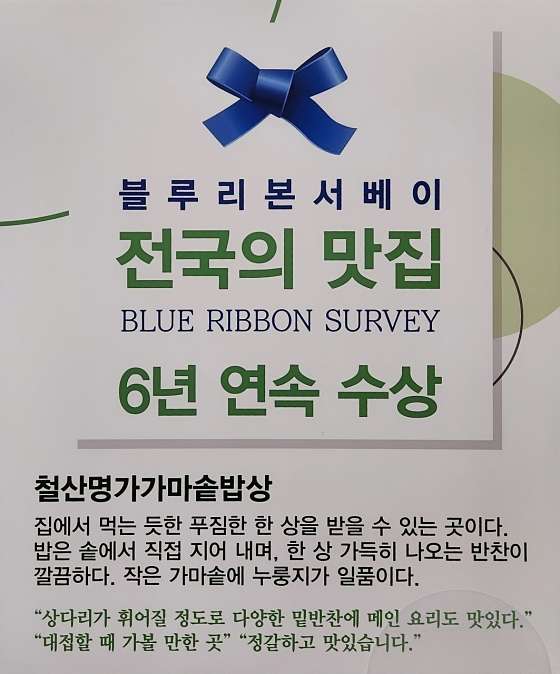 블루리본서베이
전국의 맛집
BLUE RIBBON SURVEY
6년 연속 수상
철산명가가마솥밥상
집에서 먹는 듯한 푸짐한 한 상을 받을 수 있는 곳이다.
밥은 솥에서 직접 지어 내며, 한 상 가득히 나오는 반찬이
깔끔하다. 작은 가마솥에 누룽지가 일품이다.
“상다리가 휘어질 정도로 다양한 밑반찬에 메인 요리도 맛있다.”
“대접할 때 가볼 만한 곳” “정갈하고 맛있습니다.”